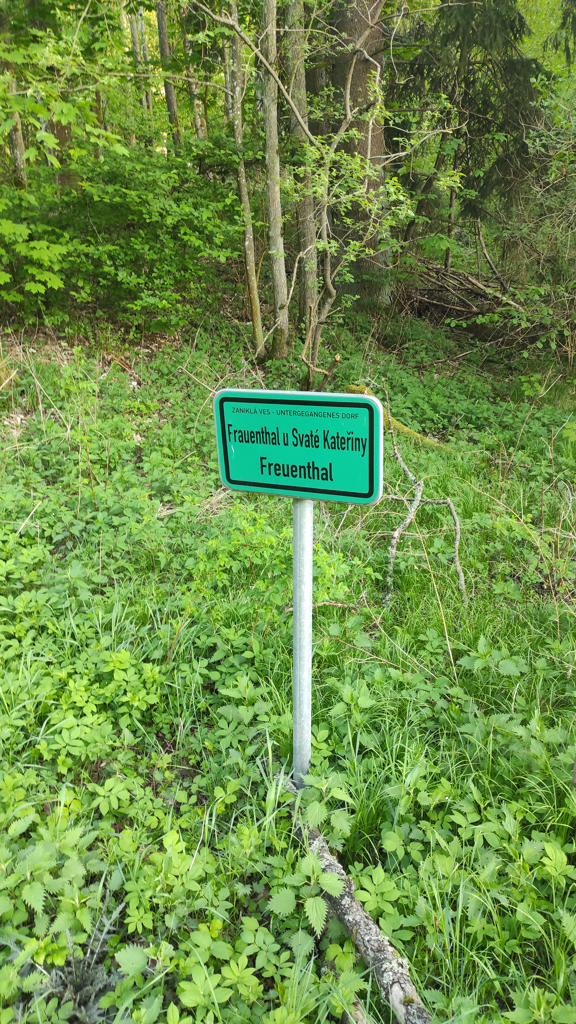 ZANIKLÁ VES - UNTERGEGANGENES DORF
Frauenthal u Svaté Kateřiny
Freuenthal